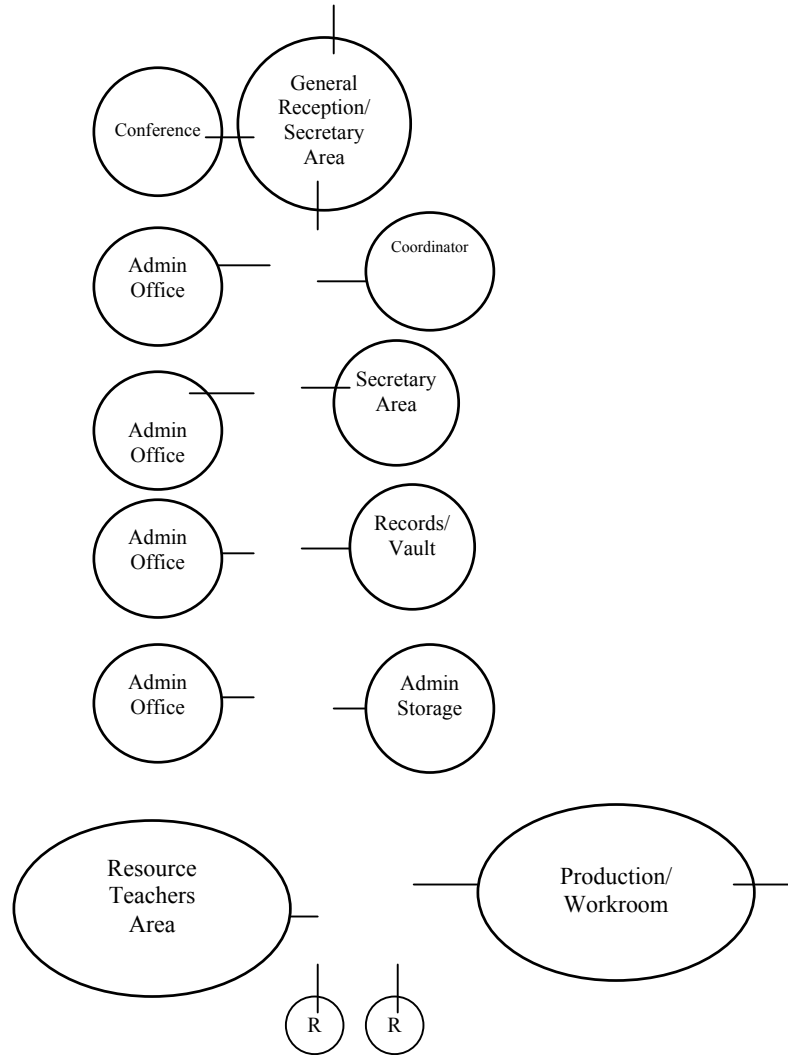 General
Reception/
Secretary
Area
Conference
Admin
Office
Coordinator
Admin
Office
Secretary
Area
Admin
Office
Records/
Vault
Admin
Office
Admin
Storage
Resource
Teachers
Area
Production/
Workroom
R
R